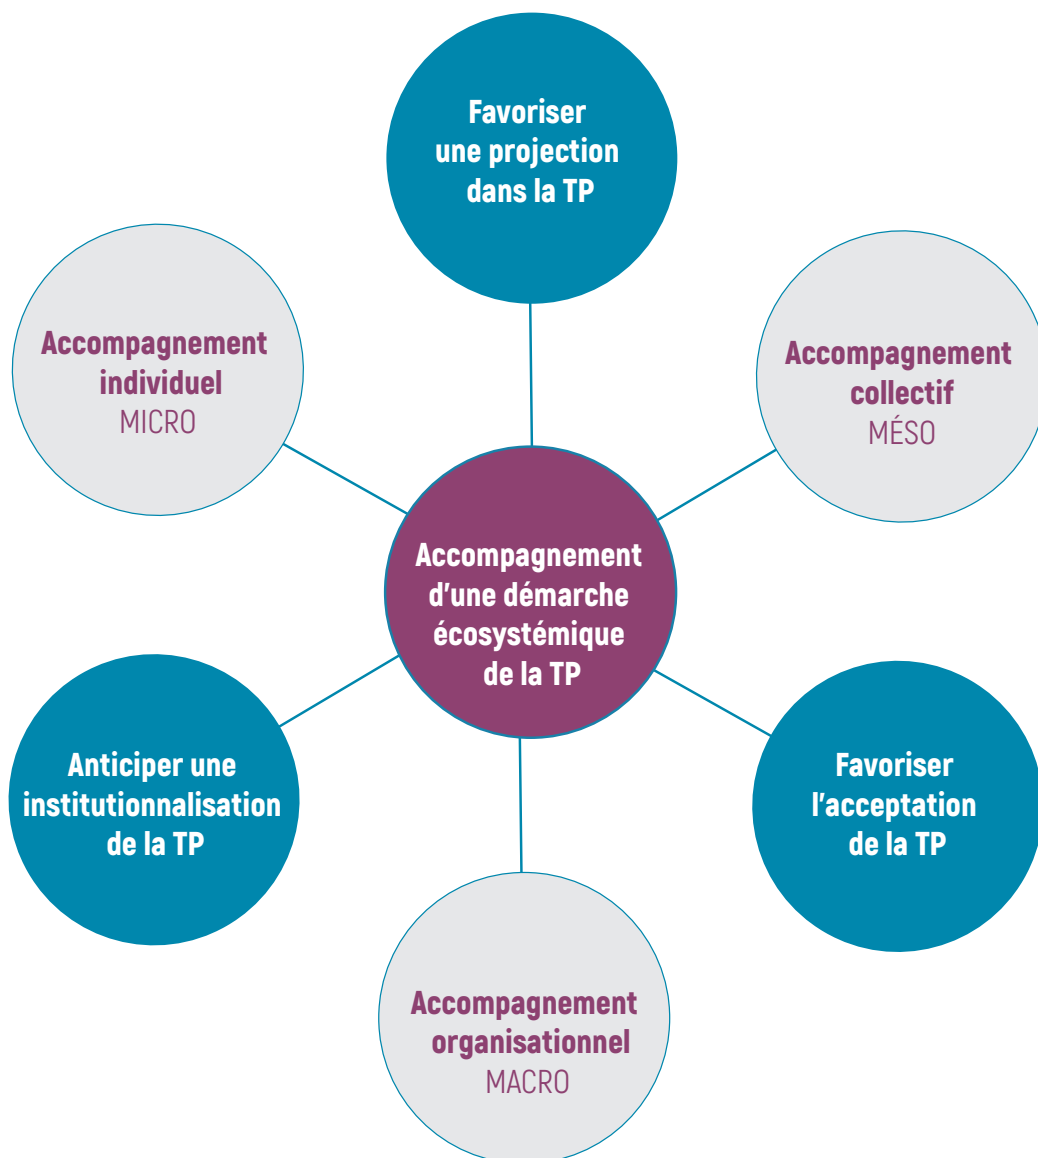 Favoriser
une projection
dans la TP
Accompagnement
individuel
MICRO
Accompagnement
collectif
MÉSO
Accompagnement
d'une démarche
écosystémique
de la TP
Anticiper une
institutionnalisation
de la TP
Favoriser
l'acceptation
de la TP
Accompagnement
organisationnel
MACRO